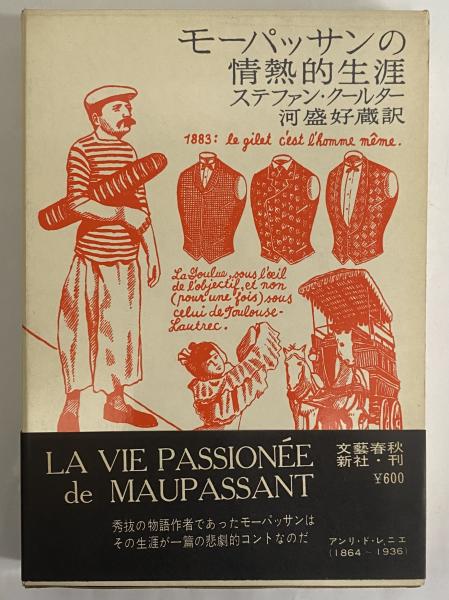 モーパッサンの
情熱的生涯
ステファン・クールター
河盛好蔵訳
1883: le gilet c'est l'homme même.
La Goulue, sous l'œil
de l'objectif, et non
(pour une fois) sous
celui de Toulouse-
Lautrec.
LA VIE PASSIONÉE
de MAUPASSANT
文藝春秋
新社・刊
¥600
秀抜の物語作者であったモーパッサンは
その生涯が一篇の悲劇的コントなのだ
アンリ・ド・レニエ
(1864~1936)